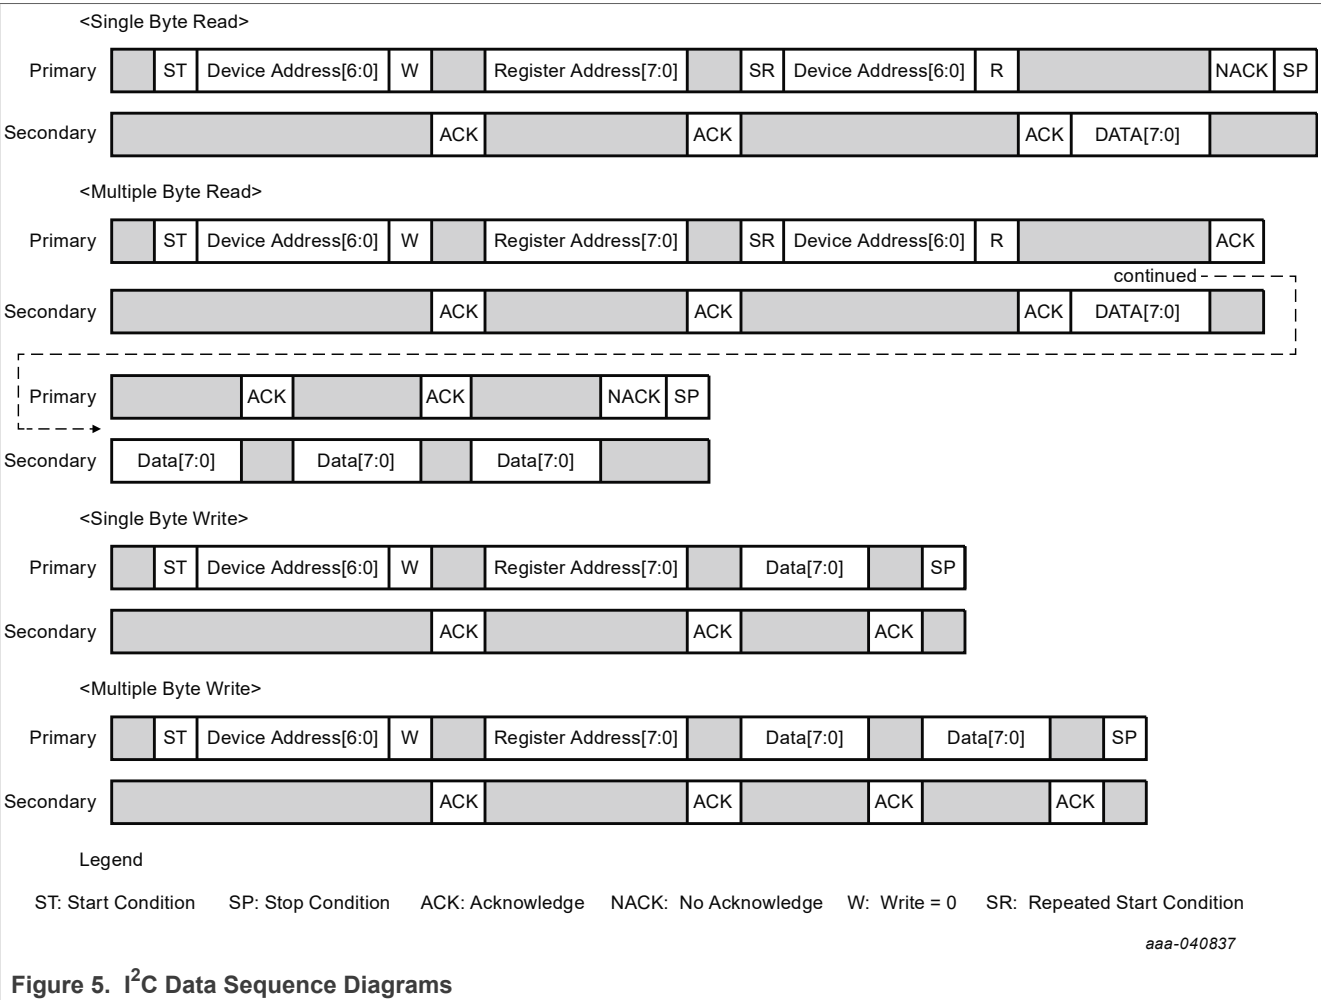 <Single Byte Read>
Primary ST Device Address[6:0] W Register Address[7:0] SR Device Address[6:0] R NACK SP
Secondary ACK ACK ACK DATA[7:0]
<Multiple Byte Read>
Primary ST Device Address[6:0] W Register Address[7:0] SR Device Address[6:0] R ACK
continued
Secondary ACK ACK ACK DATA[7:0]
Primary ACK ACK NACK SP
Secondary Data[7:0] Data[7:0] Data[7:0]
<Single Byte Write>
Primary ST Device Address[6:0] W Register Address[7:0] Data[7:0] SP
Secondary ACK ACK ACK
<Multiple Byte Write>
Primary ST Device Address[6:0] W Register Address[7:0] Data[7:0] Data[7:0] SP
Secondary ACK ACK ACK ACK
Legend
ST: Start Condition SP: Stop Condition ACK: Acknowledge NACK: No Acknowledge W: Write = 0 SR: Repeated Start Condition
aaa-040837
Figure 5. I²C Data Sequence Diagrams